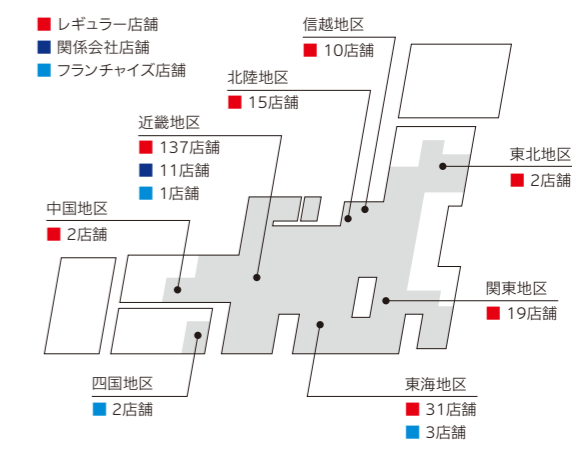 レギュラー店舗
関係会社店舗
フランチャイズ店舗
信越地区
10店舗
北陸地区
15店舗
近畿地区
137店舗
11店舗
1店舗
東北地区
2店舗
中国地区
2店舗
関東地区
19店舗
四国地区
2店舗
東海地区
31店舗
3店舗